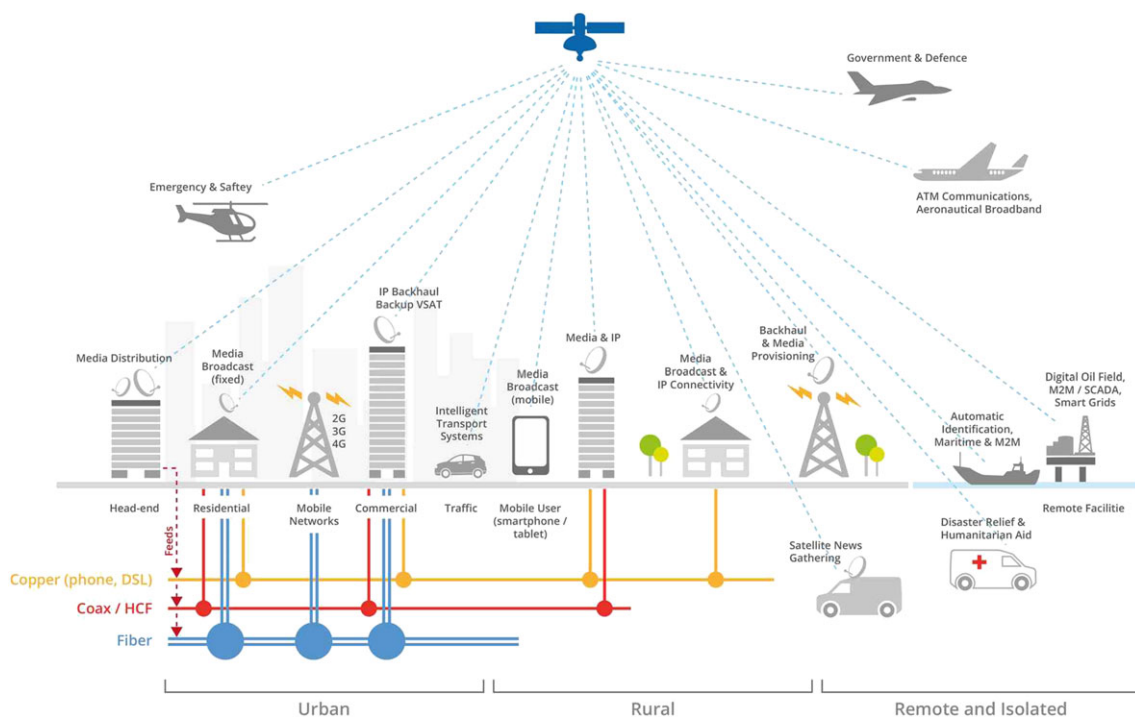 Government & Defence
Emergency & Saftey
ATM Communications,
Aeronautical Broadband
IP Backhaul
Backup VSAT
Media Distribution
Media
Broadcast
(fixed)
2G
3G
4G
Intelligent
Transport
Systems
Media
Broadcast
(mobile)
Media & IP
Media
Broadcast &
IP Connectivity
Backhaul
& Media
Provisioning
Automatic
Identification,
Maritime & M2M
Digital Oil Field,
M2M / SCADA,
Smart Grids
Head-end
Residential
Mobile
Networks
Commercial
Traffic
Mobile User
(smartphone /
tablet)
Remote Facilitie
Satellite News
Gathering
Disaster Relief &
Humanitarian Aid
Feeds
Copper (phone, DSL)
Coax / HCF
Fiber
Urban
Rural
Remote and Isolated